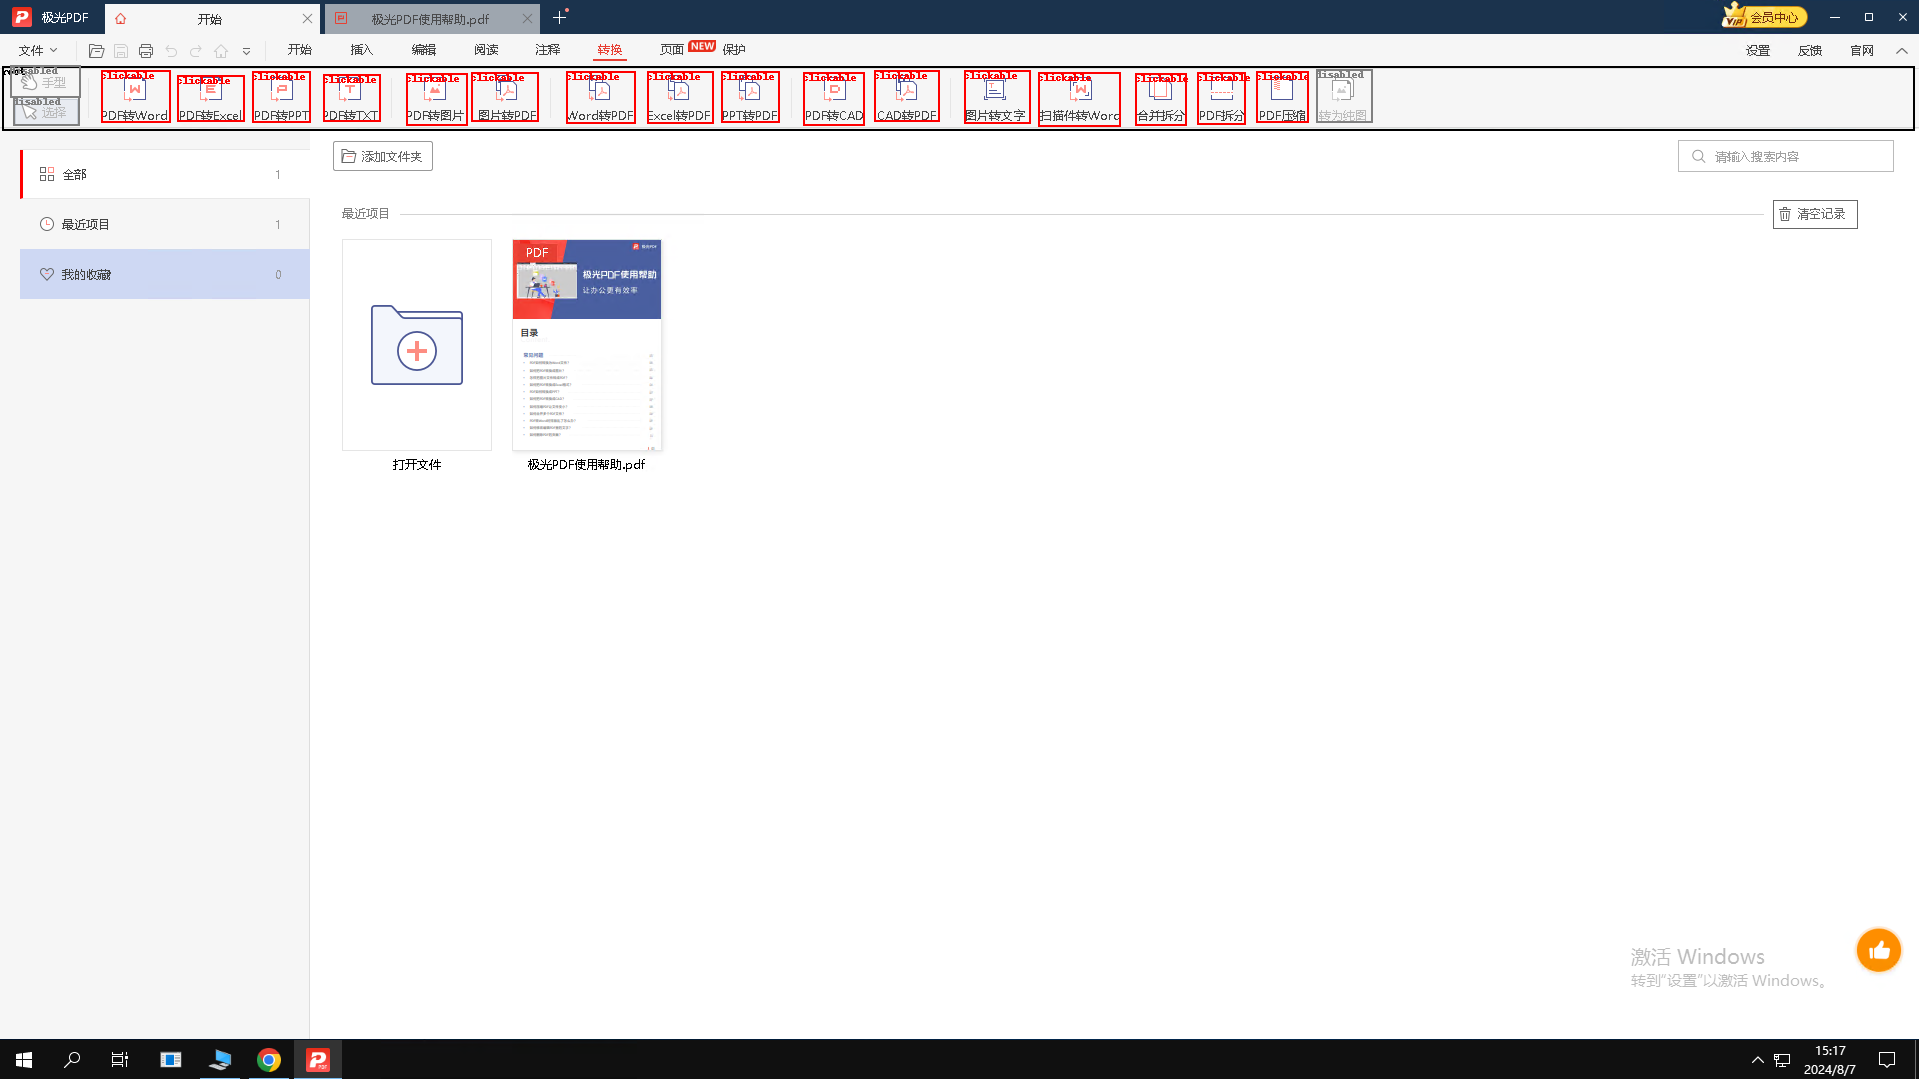 极光PDF
开始
极光PDF使用帮助.pdf
VIP 会员中心
文件
开始
插入
编辑
阅读
注释
转换
页面
NEW
保护
设置
反馈
官网
root
disabled
手型
disabled
选择
clickable
PDF转Word
clickable
PDF转Excel
clickable
PDF转PPT
clickable
PDF转TXT
clickable
PDF转图片
clickable
图片转PDF
clickable
Word转PDF
clickable
Excel转PDF
clickable
PPT转PDF
clickable
PDF转CAD
clickable
CAD转PDF
clickable
图片转文字
clickable
扫描件转Word
clickable
合并拆分
clickable
PDF拆分
clickable
PDF压缩
disabled
转为纯图
全部 1
最近项目 1
我的收藏 0
添加文件夹
请输入搜索内容
最近项目
清空记录
PDF
极光PDF
极光PDF使用帮助
让办公更有效率
目录
常见问题
打开文件
极光PDF使用帮助.pdf
激活 Windows
转到"设置"以激活 Windows。
15:17
2024/8/7